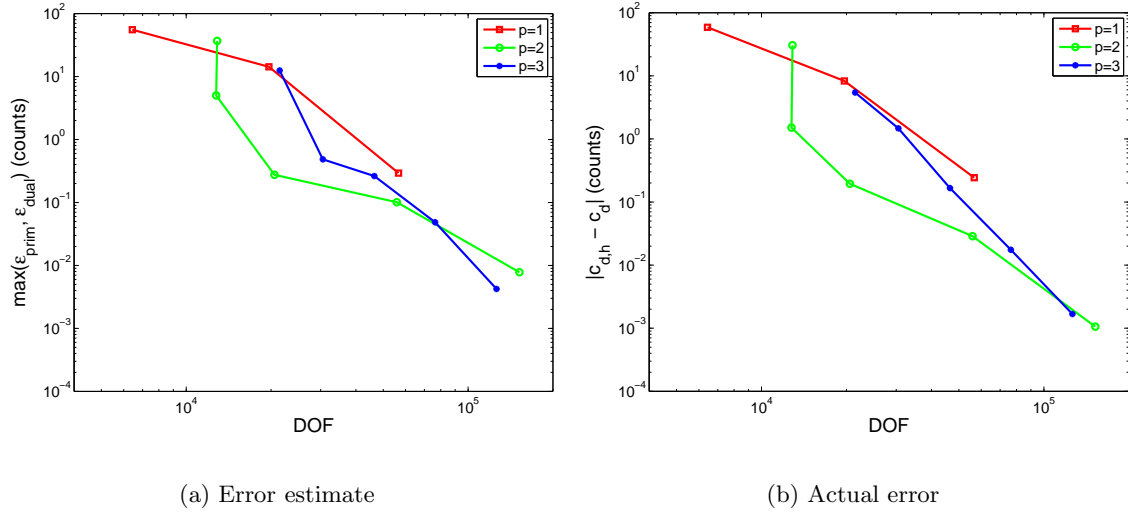 10^2
10^1
10^0
10^-1
10^-2
10^-3
10^-4
max(ε_prim, ε_dual) (counts)
p=1
p=2
p=3
10^4
10^5
DOF
(a) Error estimate
10^2
10^1
10^0
10^-1
10^-2
10^-3
10^-4
|c_d,h − c_d| (counts)
p=1
p=2
p=3
10^4
10^5
DOF
(b) Actual error